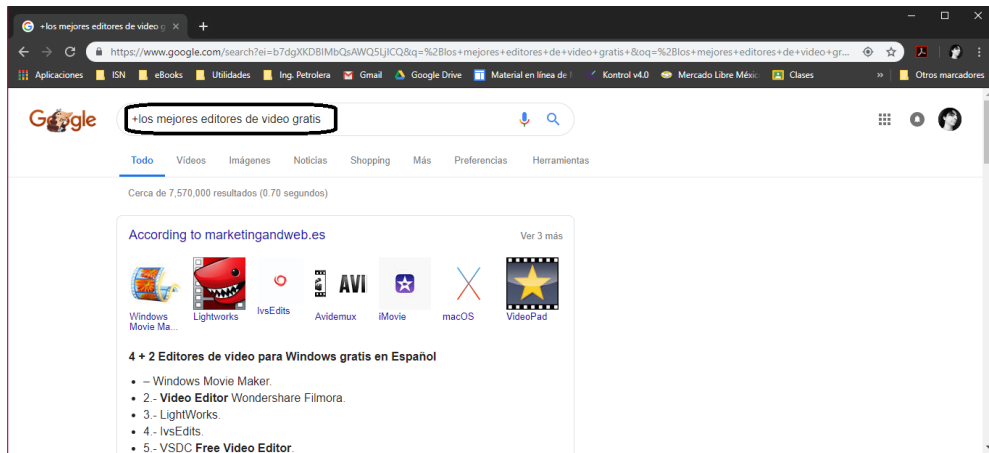 +los mejores editores de video g
https://www.google.com/search?ei=b7dgXKDBIMbQsAWQ5LjICQ&q=%2Blos+mejores+editores+de+video+gratis+&oq=%2Blos+mejores+editores+de+video+gr...
Aplicaciones ISN eBooks Utilidades Ing. Petrolera Gmail Google Drive Material en línea de Kontrol v4.0 Mercado Libre Méxic Clases » Otros marcadores
Google +los mejores editores de video gratis
Todo Vídeos Imágenes Noticias Shopping Más Preferencias Herramientas
Cerca de 7,570,000 resultados (0.70 segundos)
According to marketingandweb.es Ver 3 más
AVI
Windows Movie Ma... Lightworks IvsEdits Avidemux iMovie macOS VideoPad
4 + 2 Editores de video para Windows gratis en Español
• – Windows Movie Maker.
• 2.- Video Editor Wondershare Filmora.
• 3.- LightWorks.
• 4.- IvsEdits.
• 5.- VSDC Free Video Editor.